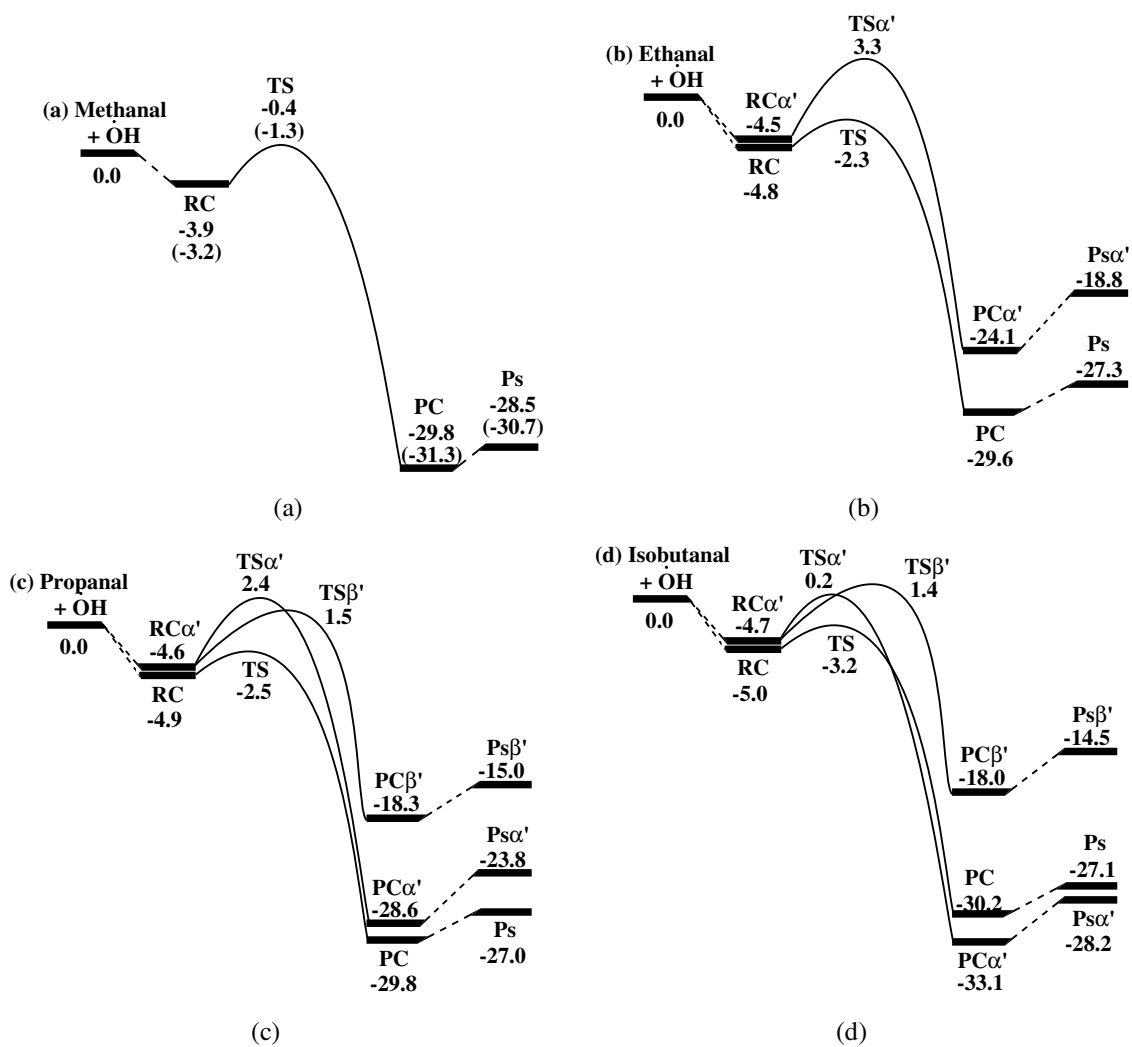 (a) Methanal
+ ȮH
0.0
RC
-3.9
(-3.2)
TS
-0.4
(-1.3)
PC
-29.8
(-31.3)
Ps
-28.5
(-30.7)
(a)
(b) Ethanal
+ ȮH
0.0
RCα'
-4.5
RC
-4.8
TSα'
3.3
TS
-2.3
PCα'
-24.1
PC
-29.6
Psα'
-18.8
Ps
-27.3
(b)
(c) Propanal
+ ȮH
0.0
RCα'
-4.6
RC
-4.9
TSα'
2.4
TSβ'
1.5
TS
-2.5
PCβ'
-18.3
PCα'
-28.6
PC
-29.8
Psβ'
-15.0
Psα'
-23.8
Ps
-27.0
(c)
(d) Isobutanal
+ ȮH
0.0
RCα'
-4.7
RC
-5.0
TSα'
0.2
TSβ'
1.4
TS
-3.2
PCβ'
-18.0
PC
-30.2
PCα'
-33.1
Psβ'
-14.5
Ps
-27.1
Psα'
-28.2
(d)